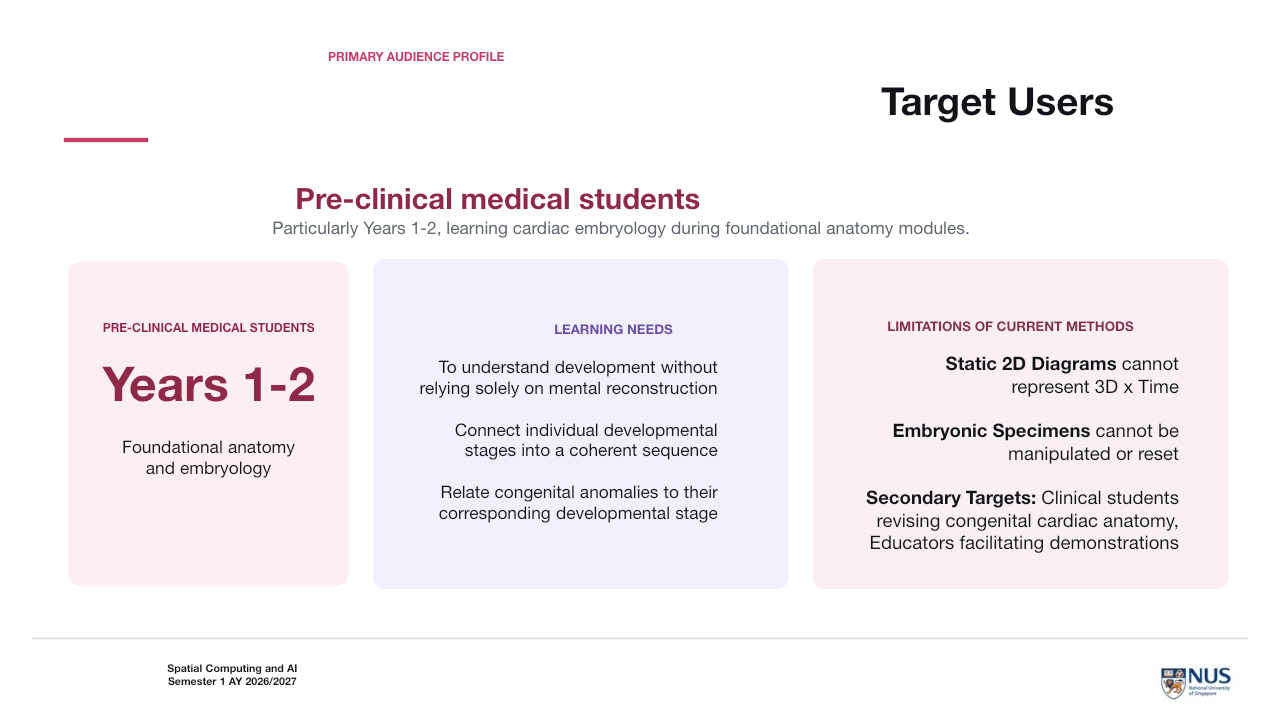 PRIMARY AUDIENCE PROFILE
Target Users
Pre-clinical medical students
Particularly Years 1-2, learning cardiac embryology during foundational anatomy modules.
PRE-CLINICAL MEDICAL STUDENTS
Years 1-2
Foundational anatomy
and embryology
LEARNING NEEDS
To understand development without
relying solely on mental reconstruction
Connect individual developmental
stages into a coherent sequence
Relate congenital anomalies to their
corresponding developmental stage
LIMITATIONS OF CURRENT METHODS
Static 2D Diagrams cannot
represent 3D x Time
Embryonic Specimens cannot be
manipulated or reset
Secondary Targets: Clinical students
revising congenital cardiac anatomy,
Educators facilitating demonstrations
Spatial Computing and AI
Semester 1 AY 2026/2027
NUS
National University
of Singapore